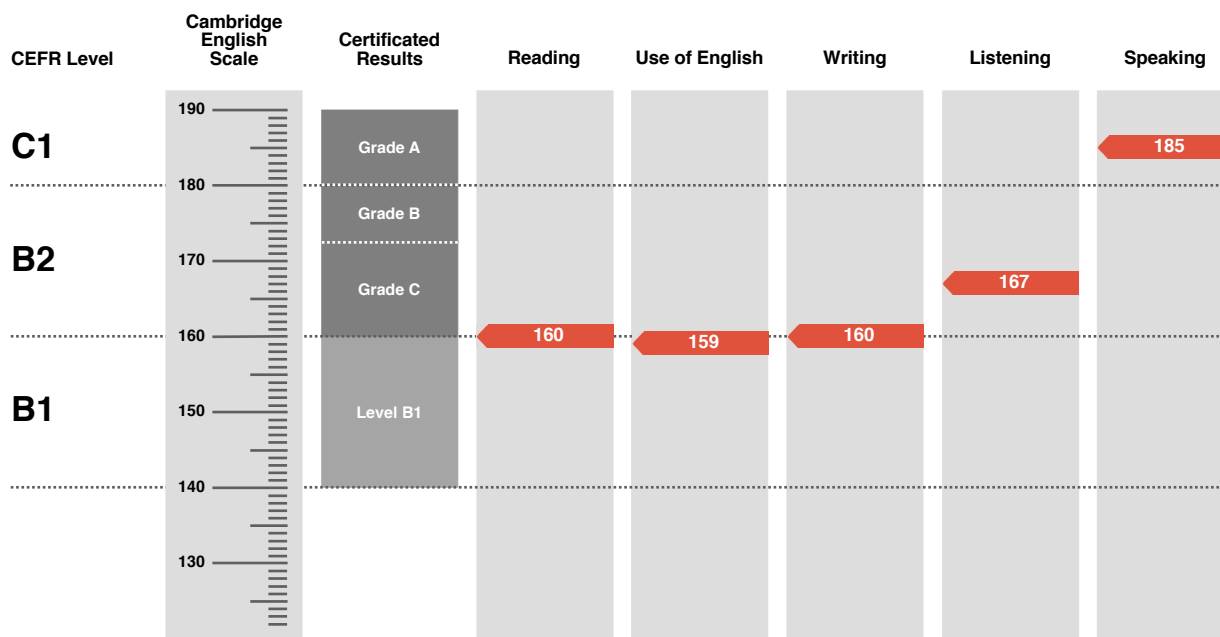 CEFR Level
Cambridge
English
Scale
Certificated
Results
Reading
Use of English
Writing
Listening
Speaking
C1
B2
B1
190
180
170
160
150
140
130
Grade A
Grade B
Grade C
Level B1
160
159
160
167
185